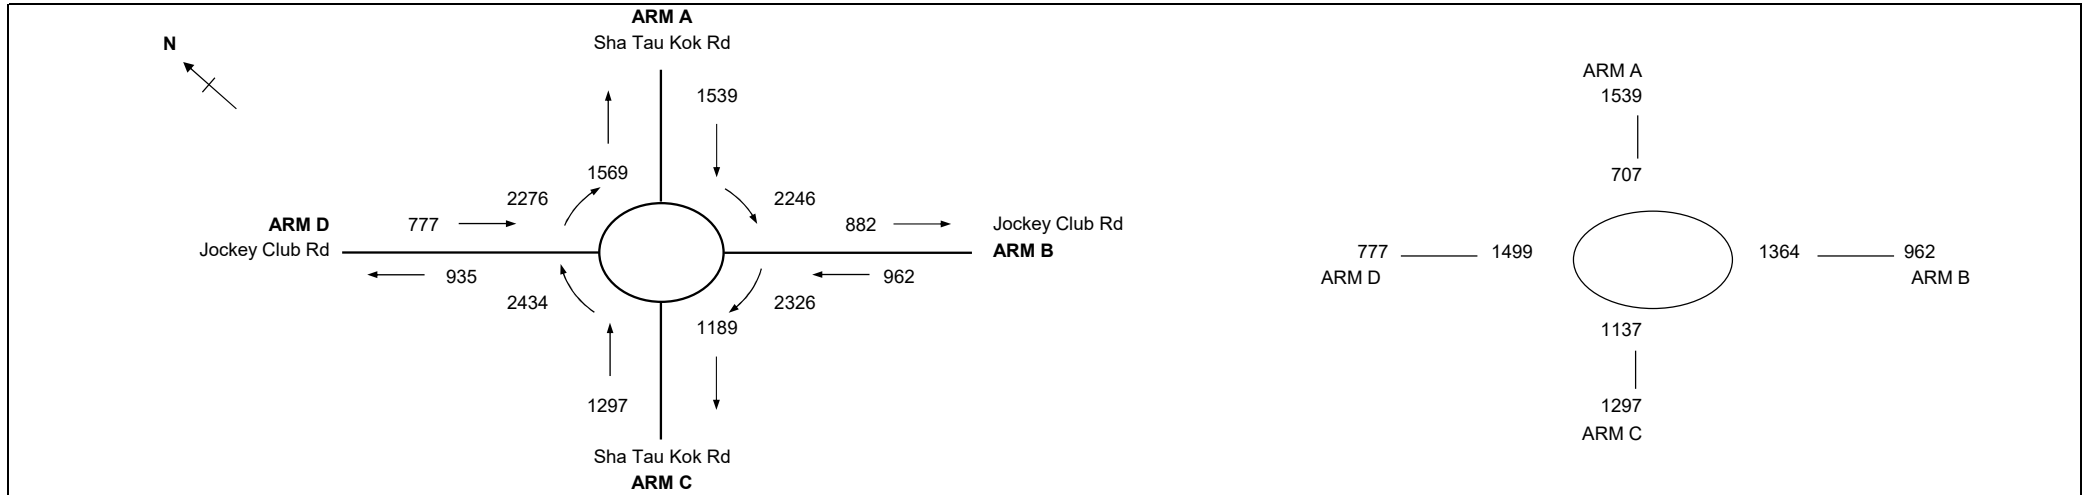 ARM A
Sha Tau Kok Rd
N
1539
1569
2276
2246
ARM D
Jockey Club Rd
777
882
Jockey Club Rd
ARM B
935
962
2434
2326
1189
1297
Sha Tau Kok Rd
ARM C
ARM A
1539
707
777
ARM D
1499
1364
962
ARM B
1137
1297
ARM C